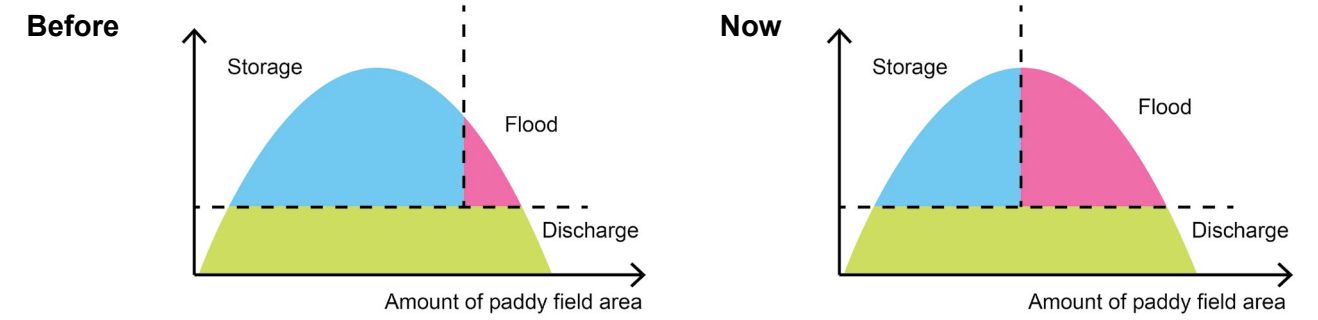 Before
Storage
Flood
Discharge
Amount of paddy field area
Now
Storage
Flood
Discharge
Amount of paddy field area